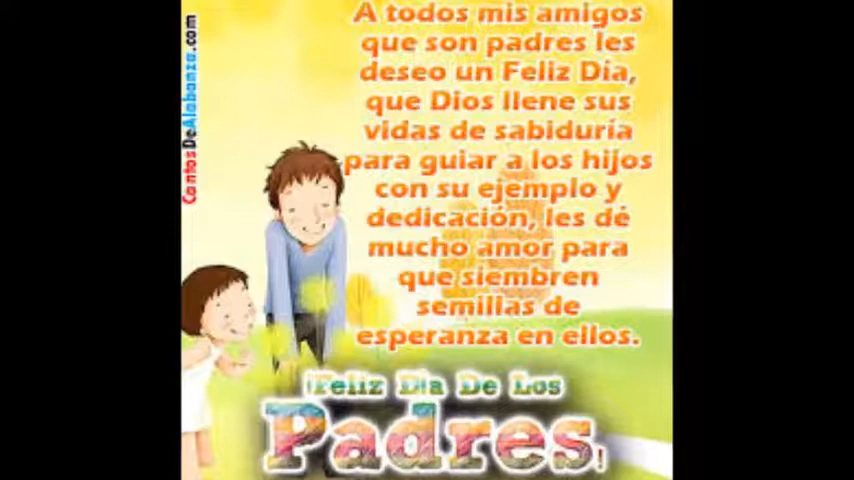 A todos mis amigos
que son padres les
deseo un Feliz Día,
que Dios llene sus
vidas de sabiduría
para guiar a los hijos
con su ejemplo y
dedicación, les dé
mucho amor para
que siembren
semillas de
esperanza en ellos.
¡Feliz Día De Los
Padres!
CantosDeAlabanza.com